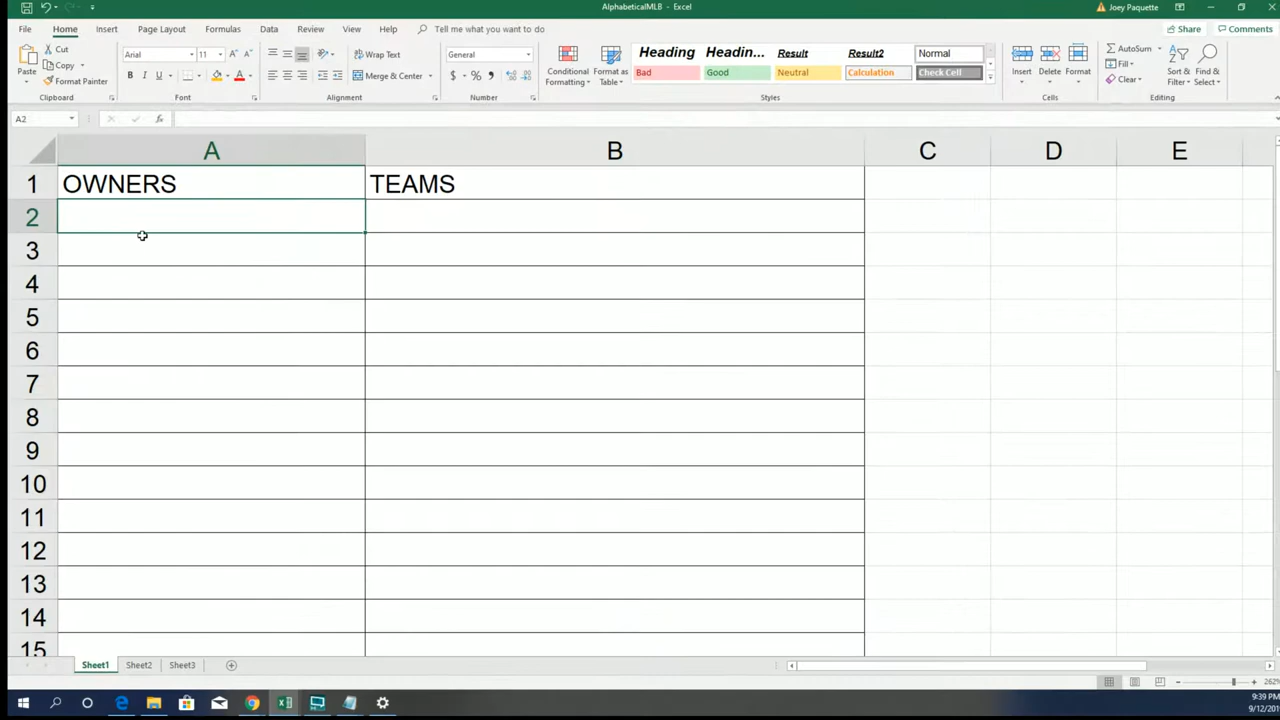 AlphabeticalMLB - Excel
Joey Paquette
File Home Insert Page Layout Formulas Data Review View Help Tell me what you want to do
Share Comments
Paste
Cut
Copy
Format Painter
Clipboard
Arial 11
B I U
Font
Wrap Text
Merge & Center
Alignment
General
$ % ,
Number
Conditional Formatting
Format as Table
Heading Headin... Result Result2 Normal
Bad Good Neutral Calculation Check Cell
Styles
Insert Delete Format
Cells
AutoSum
Fill
Clear
Sort & Filter
Find & Select
Editing
A2 fx
A B C D E
1 OWNERS TEAMS
2
3
4
5
6
7
8
9
10
11
12
13
14
15
Sheet1 Sheet2 Sheet3
262%
9:39 PM